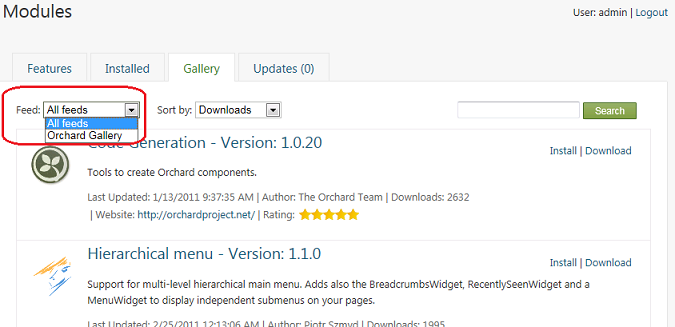 Modules
User: admin | Logout
Features Installed Gallery Updates (0)
Feed: All feeds Sort by: Downloads Search
All feeds
Orchard Gallery
Code Generation - Version: 1.0.20
Install | Download
Tools to create Orchard components.
Last Updated: 1/13/2011 9:37:35 AM | Author: The Orchard Team | Downloads: 2632
| Website: http://orchardproject.net/ | Rating:
Hierarchical menu - Version: 1.1.0
Install | Download
Support for multi-level hierarchical main menu. Adds also the BreadcrumbsWidget, RecentlySeenWidget and a
MenuWidget to display independent submenus on your pages.
Last Updated: 2/25/2011 12:13:06 AM | Author: Piotr Szmyd | Downloads: 1995